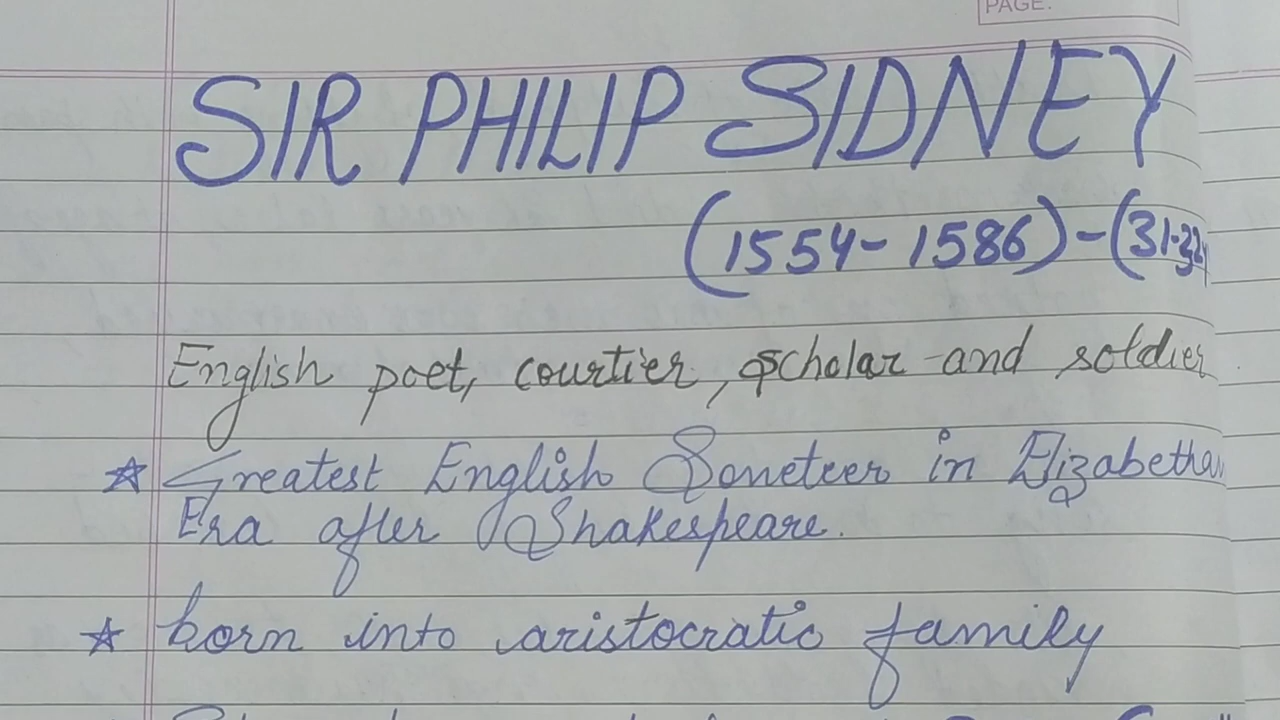 PAGE:
SIR PHILIP SIDNEY
(1554-1586)-(31-32
English poet, courtier, scholar and soldier
☆ Greatest English Soneteer in Elizabethan
Era after Shakespeare.
☆ born into aristocratic family